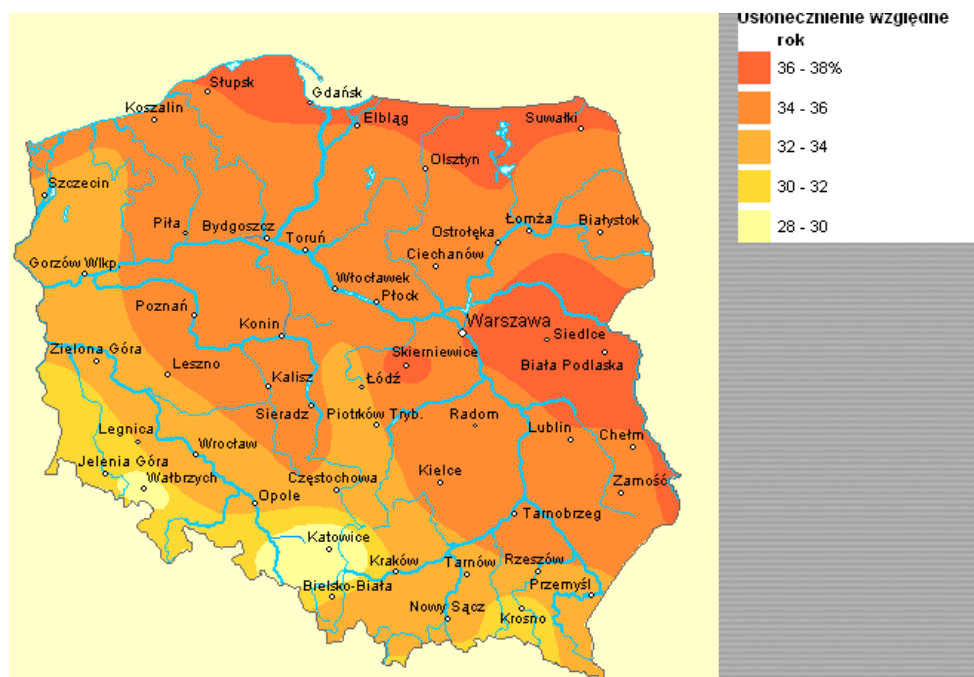 Usłonecznienie względne
rok
36 - 38%
34 - 36
32 - 34
30 - 32
28 - 30
Słupsk
Gdańsk
Koszalin
Elbląg
Suwałki
Olsztyn
Szczecin
Piła
Bydgoszcz
Toruń
Ostrołęka
Łomża
Białystok
Ciechanów
Gorzów Wlkp.
Włocławek
Płock
Poznań
Konin
Warszawa
Siedlce
Skierniewice
Biała Podlaska
Zielona Góra
Leszno
Kalisz
Łódź
Sieradz
Piotrków Tryb.
Radom
Lublin
Chełm
Legnica
Wrocław
Jelenia Góra
Wałbrzych
Częstochowa
Kielce
Zamość
Opole
Tarnobrzeg
Katowice
Kraków
Tarnów
Rzeszów
Bielsko-Biała
Przemyśl
Nowy Sącz
Krosno